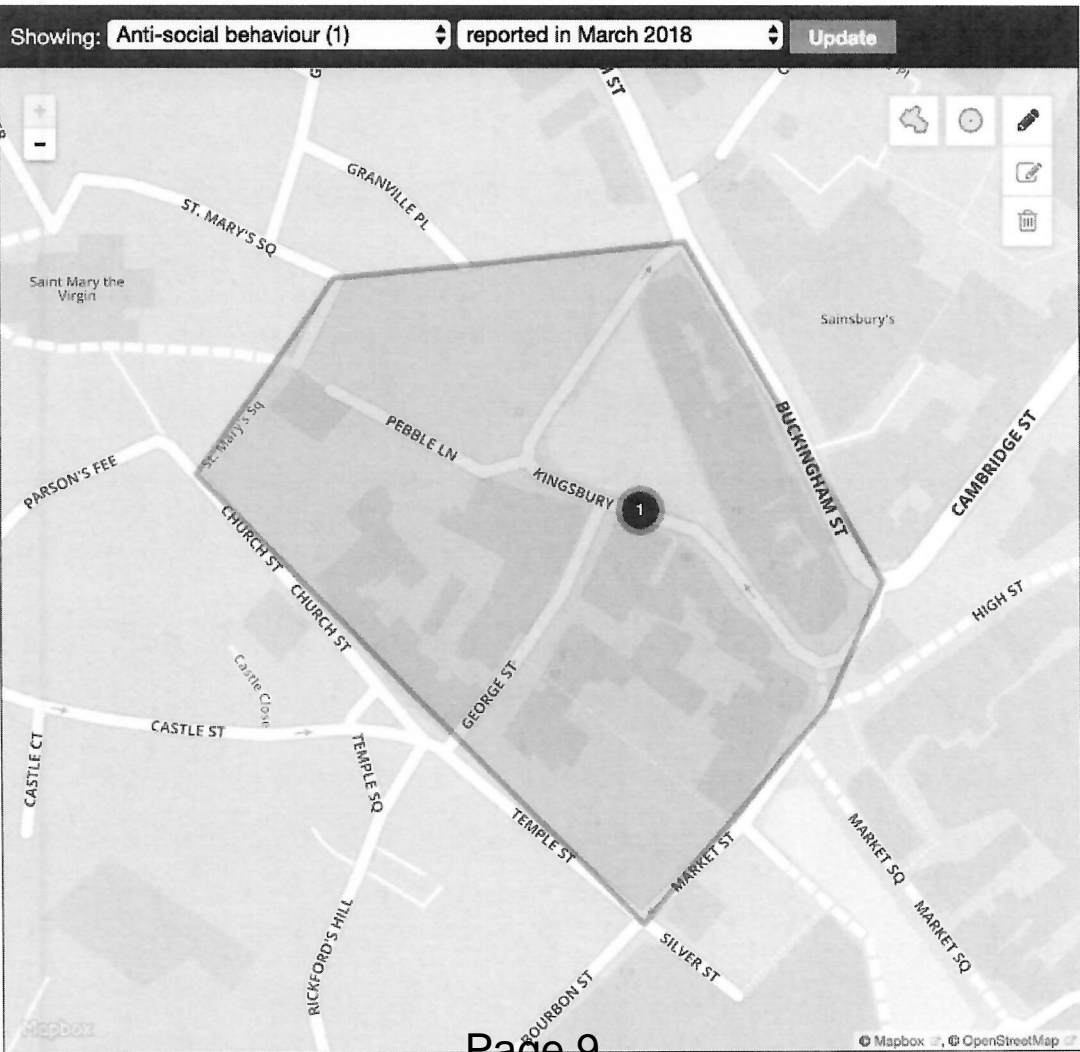 Showing: Anti-social behaviour (1) reported in March 2018 Update
GRANVILLE PL
ST. MARY'S SQ
Saint Mary the
Virgin
Sainsbury's
St. Mary's Sq
PEBBLE LN
KINGSBURY
1
BUCKINGHAM ST
CAMBRIDGE ST
PARSON'S FEE
CHURCH ST
CHURCH ST
HIGH ST
Castle Close
GEORGE ST
CASTLE ST
CASTLE CT
TEMPLE SQ
TEMPLE ST
MARKET ST
MARKET SQ
MARKET SQ
RICKFORD'S HILL
SILVER ST
BOURBON ST
Mapbox
Page 9
© Mapbox, © OpenStreetMap